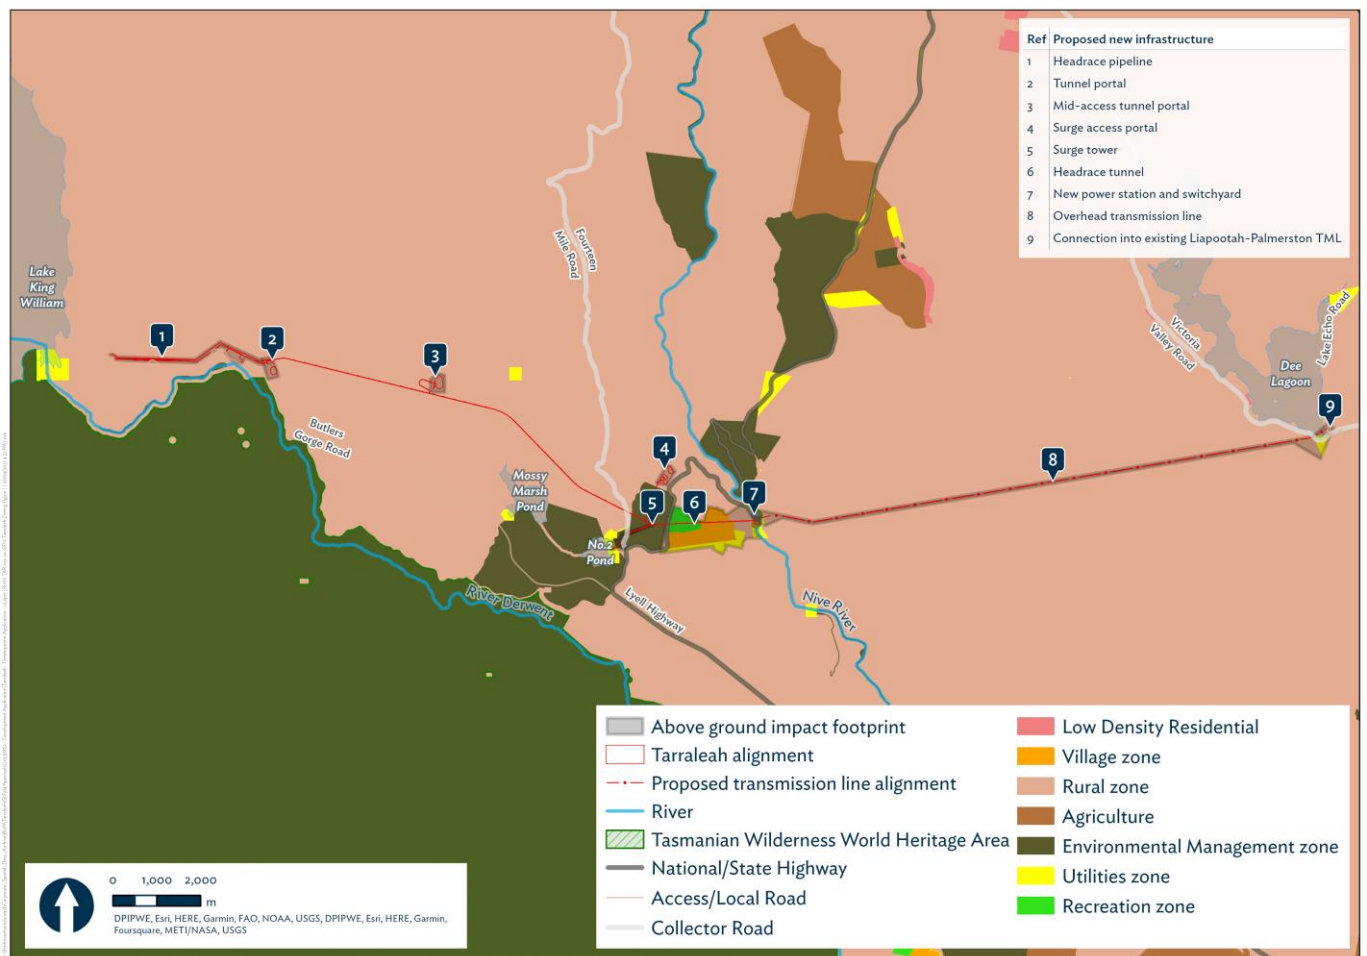 Ref Proposed new infrastructure
1 Headrace pipeline
2 Tunnel portal
3 Mid-access tunnel portal
4 Surge access portal
5 Surge tower
6 Headrace tunnel
7 New power station and switchyard
8 Overhead transmission line
9 Connection into existing Liapootah-Palmerston TML
Fourteen
Mile Road
Lake
King
William
Victoria
Valley Road
Lake Echo Road
Dee
Lagoon
1
2
3
9
Butlers
Gorge Road
4
8
Mossy
Marsh
Pond
5
6
7
No.2
Pond
River Derwent
Lyell Highway
Nive River
Above ground impact footprint
Tarraleah alignment
Proposed transmission line alignment
River
Tasmanian Wilderness World Heritage Area
National/State Highway
Access/Local Road
Collector Road
Low Density Residential
Village zone
Rural zone
Agriculture
Environmental Management zone
Utilities zone
Recreation zone
0 1,000 2,000
m
DPIPWE, Esri, HERE, Garmin, FAO, NOAA, USGS, DPIPWE, Esri, HERE, Garmin,
Foursquare, METI/NASA, USGS